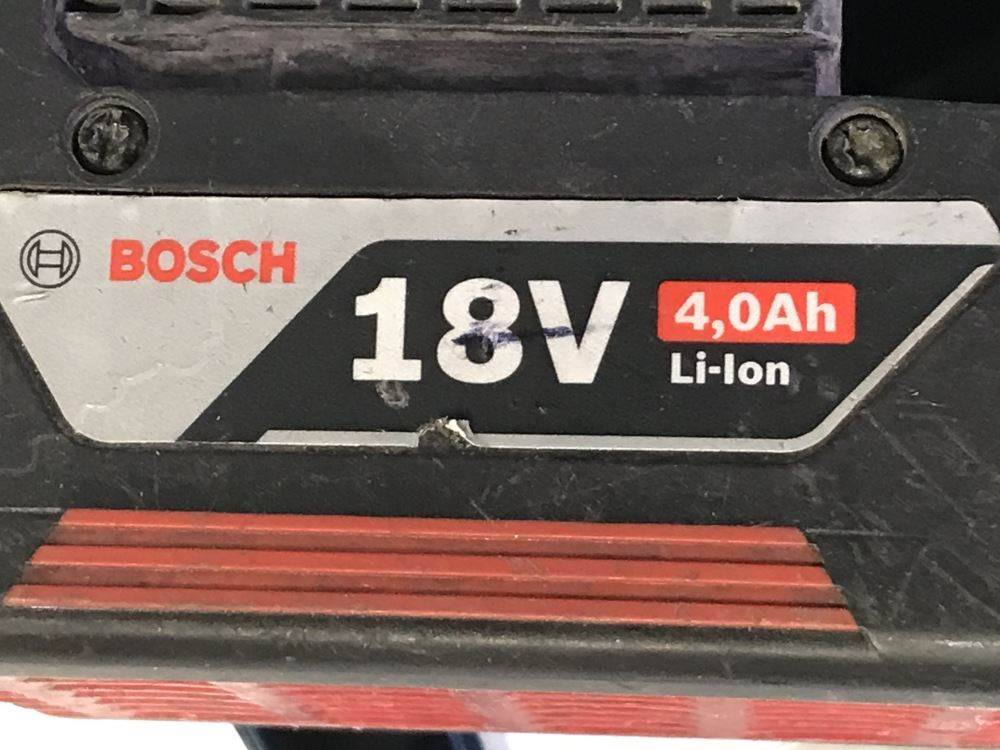 BOSCH
18V
4,0Ah
Li-Ion